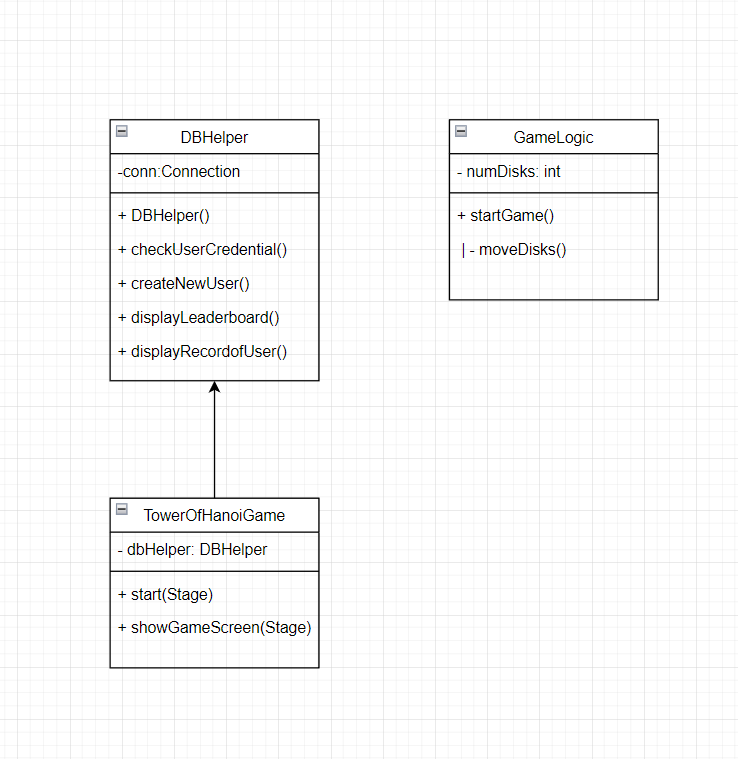 DBHelper
-conn:Connection
+ DBHelper()
+ checkUserCredential()
+ createNewUser()
+ displayLeaderboard()
+ displayRecordofUser()
GameLogic
- numDisks: int
+ startGame()
| - moveDisks()
TowerOfHanoiGame
- dbHelper: DBHelper
+ start(Stage)
+ showGameScreen(Stage)